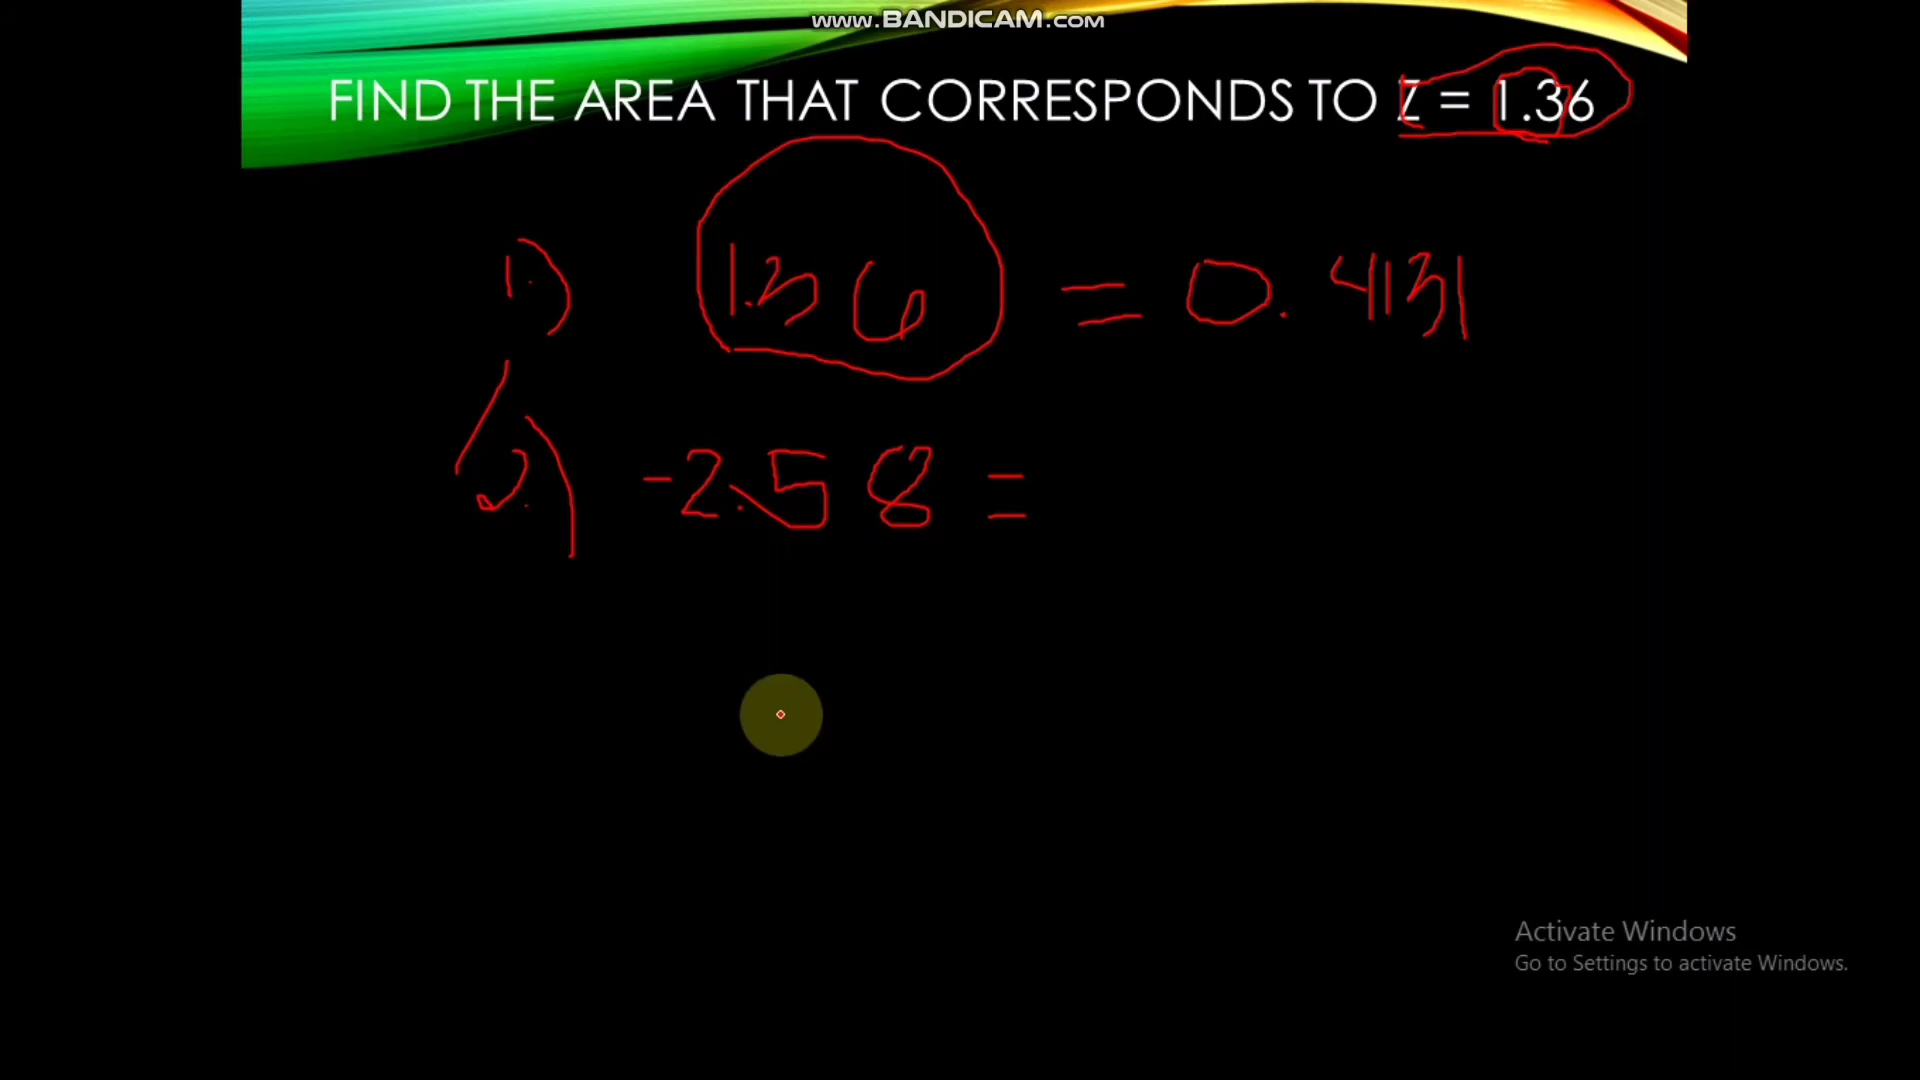 www.BANDICAM.com
FIND THE AREA THAT CORRESPONDS TO Z = 1.36
1.) 1.36 = 0.4131
2.) -2.58 =
Activate Windows
Go to Settings to activate Windows.